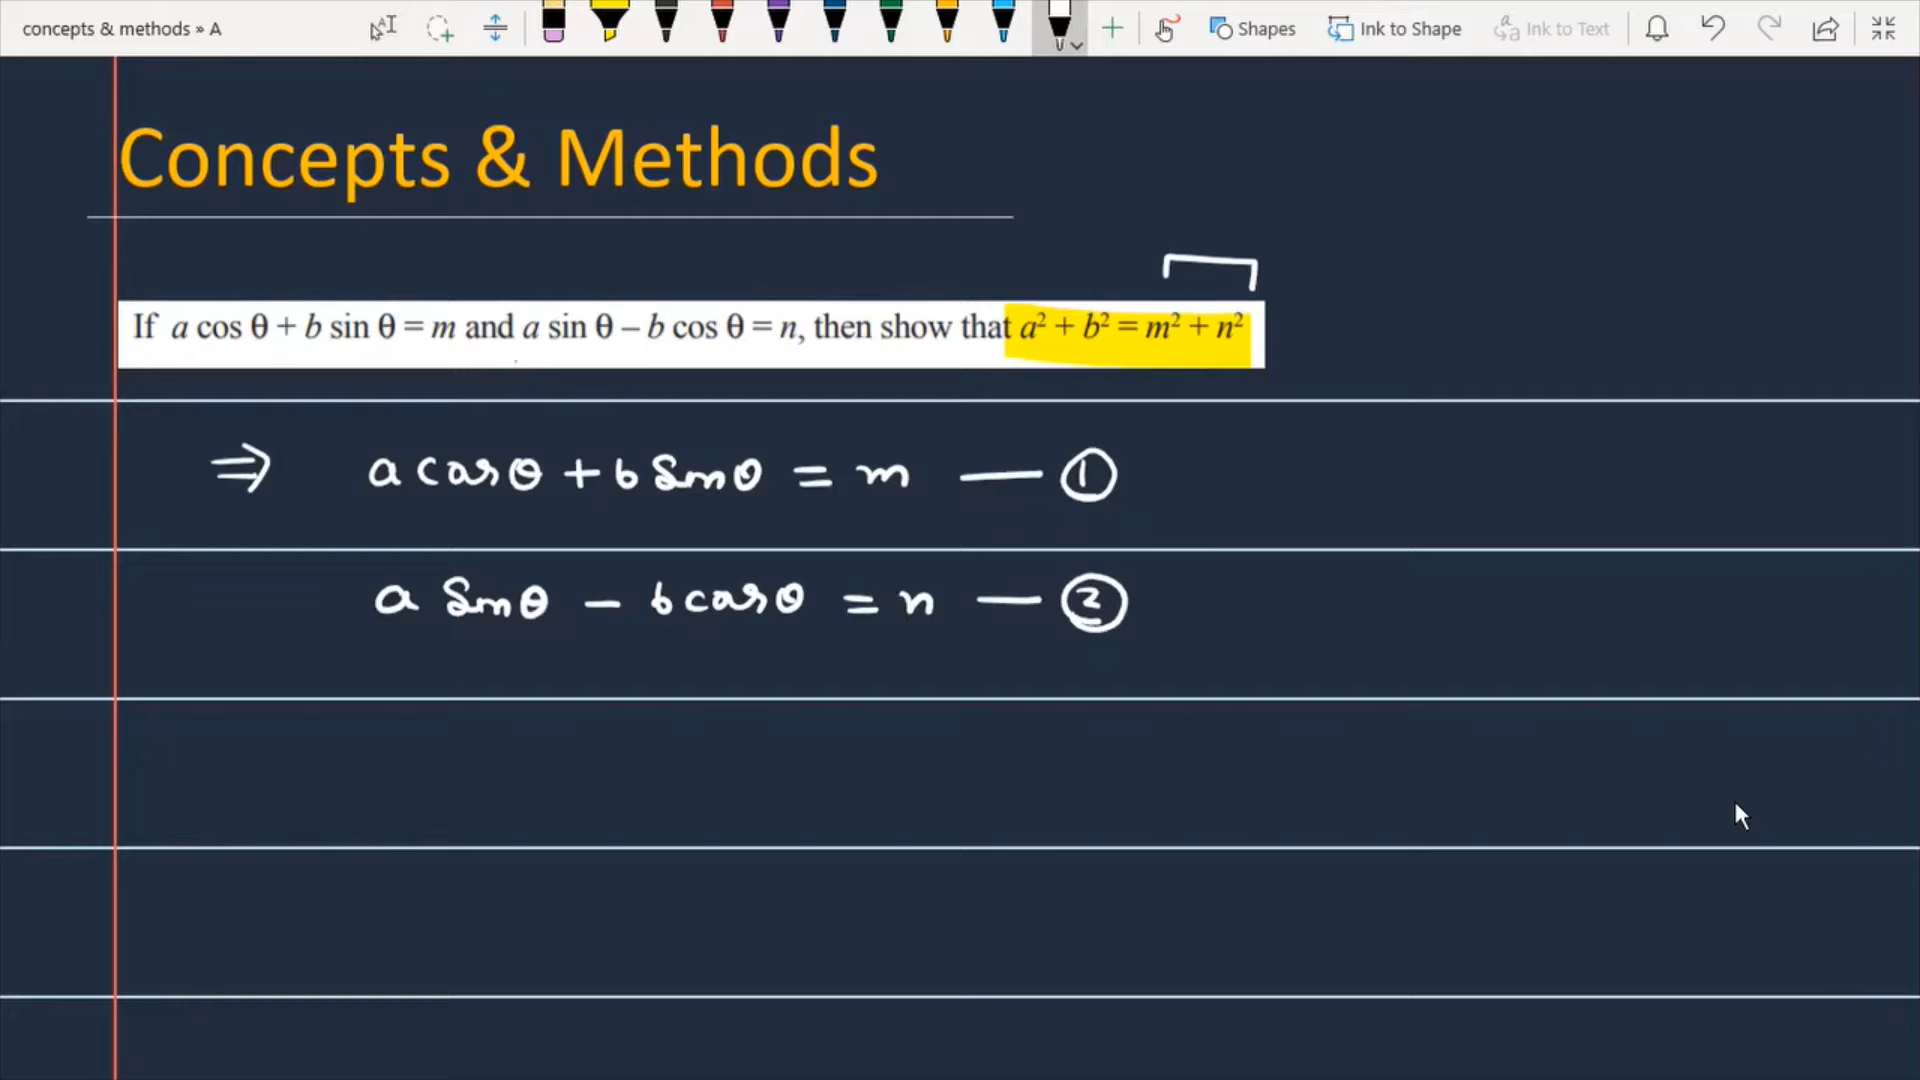 concepts & methods » A
Shapes
Ink to Shape
Ink to Text
Concepts & Methods
If a cos θ + b sin θ = m and a sin θ – b cos θ = n, then show that a² + b² = m² + n²
⇒ a cosθ + b Sinθ = m — ①
a Sinθ − b cosθ = n — ②